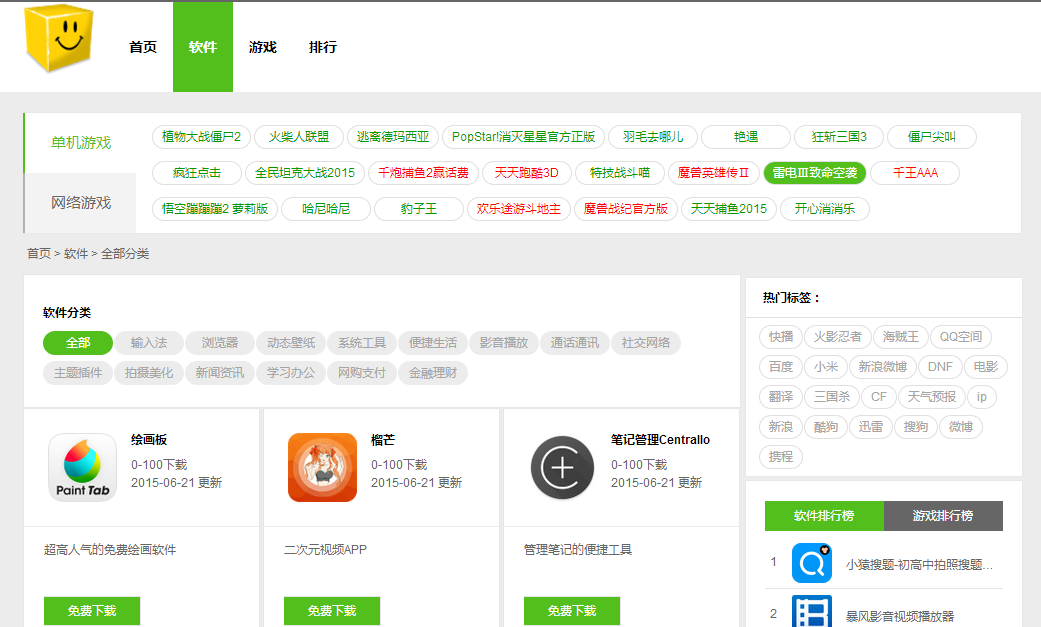 首页 软件 游戏 排行
单机游戏
网络游戏
植物大战僵尸2 火柴人联盟 逃离德玛西亚 PopStar!消灭星星官方正版 羽毛去哪儿 艳遇 狂斩三国3 僵尸尖叫
疯狂点击 全民坦克大战2015 千炮捕鱼2赢话费 天天跑酷3D 特技战斗喵 魔兽英雄传Ⅱ 雷电Ⅲ致命空袭 千王AAA
悟空蹦蹦蹦2 萝莉版 哈尼哈尼 豹子王 欢乐途游斗地主 魔兽战纪官方版 天天捕鱼2015 开心消消乐
首页 > 软件 > 全部分类
软件分类
全部 输入法 浏览器 动态壁纸 系统工具 便捷生活 影音播放 通话通讯 社交网络
主题插件 拍摄美化 新闻资讯 学习办公 网购支付 金融理财
Paint Tab
绘画板
0-100下载
2015-06-21 更新
超高人气的免费绘画软件
免费下载
榴芒
0-100下载
2015-06-21 更新
二次元视频APP
免费下载
笔记管理Centrallo
0-100下载
2015-06-21 更新
管理笔记的便捷工具
免费下载
热门标签：
快播 火影忍者 海贼王 QQ空间
百度 小米 新浪微博 DNF 电影
翻译 三国杀 CF 天气预报 ip
新浪 酷狗 迅雷 搜狗 微博
携程
软件排行榜 游戏排行榜
1 小猿搜题-初高中拍照搜题...
2 暴风影音视频播放器